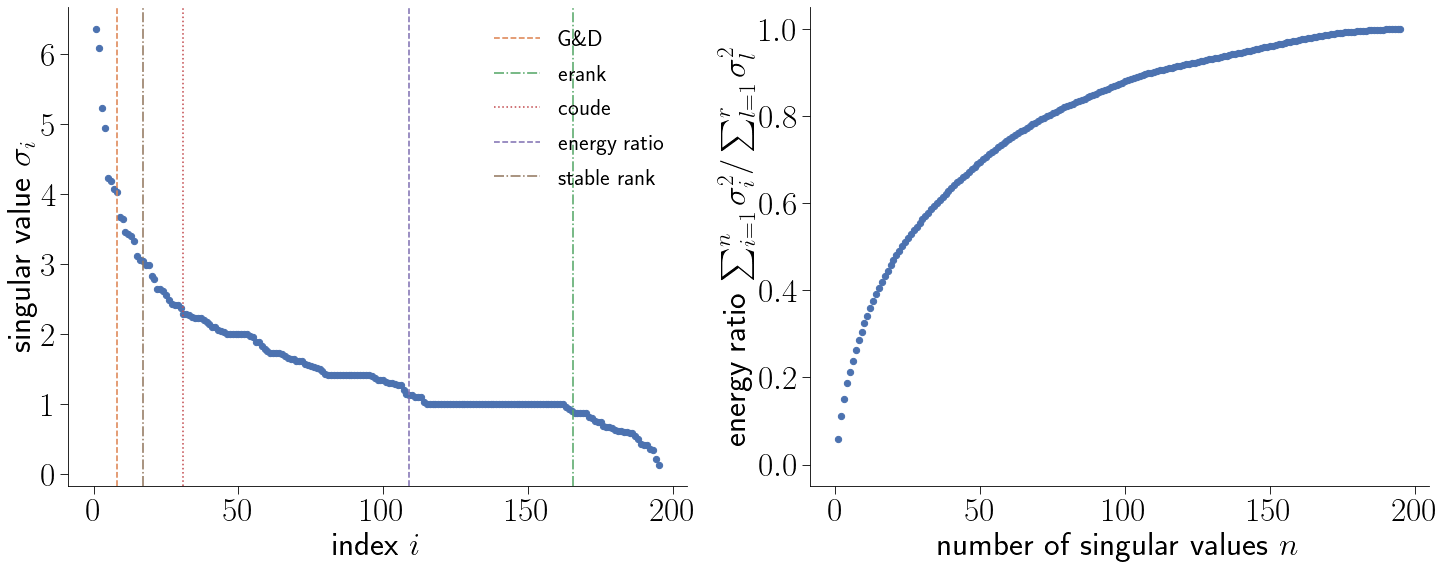 singular value σ_i
6
5
4
3
2
1
0
0 50 100 150 200
index i
G&D
erank
coude
energy ratio
stable rank
energy ratio ∑_{i=1}^{n} σ_i^2 / ∑_{l=1}^{r} σ_l^2
1.0
0.8
0.6
0.4
0.2
0.0
0 50 100 150 200
number of singular values n